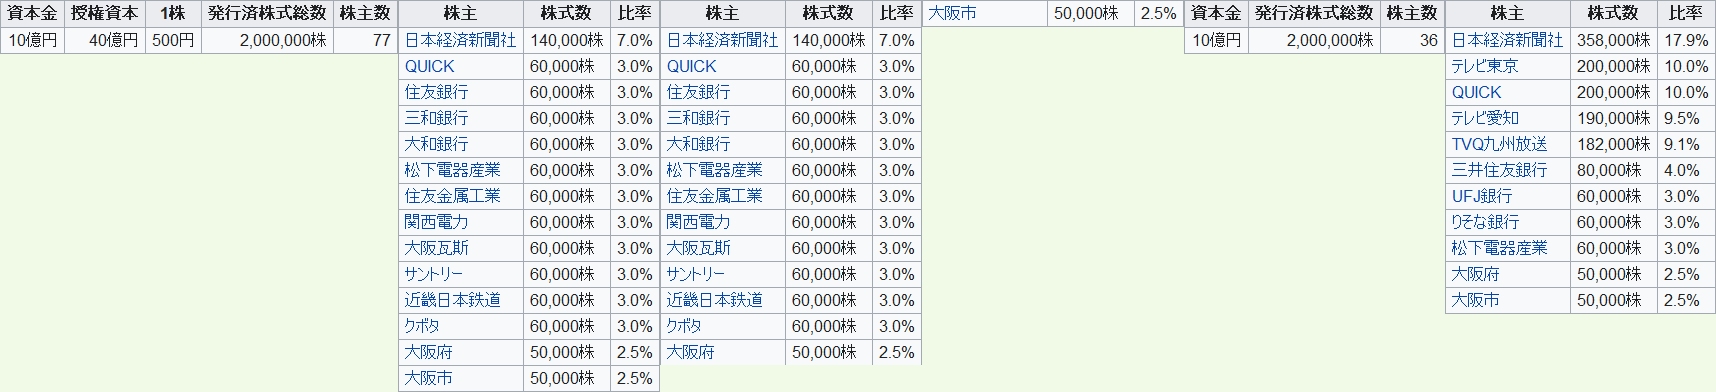 資本金 授権資本 1株 発行済株式総数 株主数
10億円 40億円 500円 2,000,000株 77
株主 株式数 比率
日本経済新聞社 140,000株 7.0%
QUICK 60,000株 3.0%
住友銀行 60,000株 3.0%
三和銀行 60,000株 3.0%
大和銀行 60,000株 3.0%
松下電器産業 60,000株 3.0%
住友金属工業 60,000株 3.0%
関西電力 60,000株 3.0%
大阪瓦斯 60,000株 3.0%
サントリー 60,000株 3.0%
近畿日本鉄道 60,000株 3.0%
クボタ 60,000株 3.0%
大阪府 50,000株 2.5%
大阪市 50,000株 2.5%
株主 株式数 比率
日本経済新聞社 140,000株 7.0%
QUICK 60,000株 3.0%
住友銀行 60,000株 3.0%
三和銀行 60,000株 3.0%
大和銀行 60,000株 3.0%
松下電器産業 60,000株 3.0%
住友金属工業 60,000株 3.0%
関西電力 60,000株 3.0%
大阪瓦斯 60,000株 3.0%
サントリー 60,000株 3.0%
近畿日本鉄道 60,000株 3.0%
クボタ 60,000株 3.0%
大阪府 50,000株 2.5%
大阪市 50,000株 2.5%
資本金 発行済株式総数 株主数
10億円 2,000,000株 36
株主 株式数 比率
日本経済新聞社 358,000株 17.9%
テレビ東京 200,000株 10.0%
QUICK 200,000株 10.0%
テレビ愛知 190,000株 9.5%
TVQ九州放送 182,000株 9.1%
三井住友銀行 80,000株 4.0%
UFJ銀行 60,000株 3.0%
りそな銀行 60,000株 3.0%
松下電器産業 60,000株 3.0%
大阪府 50,000株 2.5%
大阪市 50,000株 2.5%